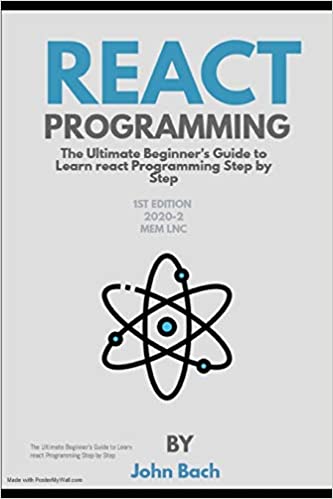 REACT
PROGRAMMING
The Ultimate Beginner's Guide to
Learn react Programming Step by
Step
1ST EDITION
2020-2
MEM LNC
The Ultimate Beginner's Guide to Learn
react Programming Step by Step
BY
John Bach
Made with PosterMyWall.com